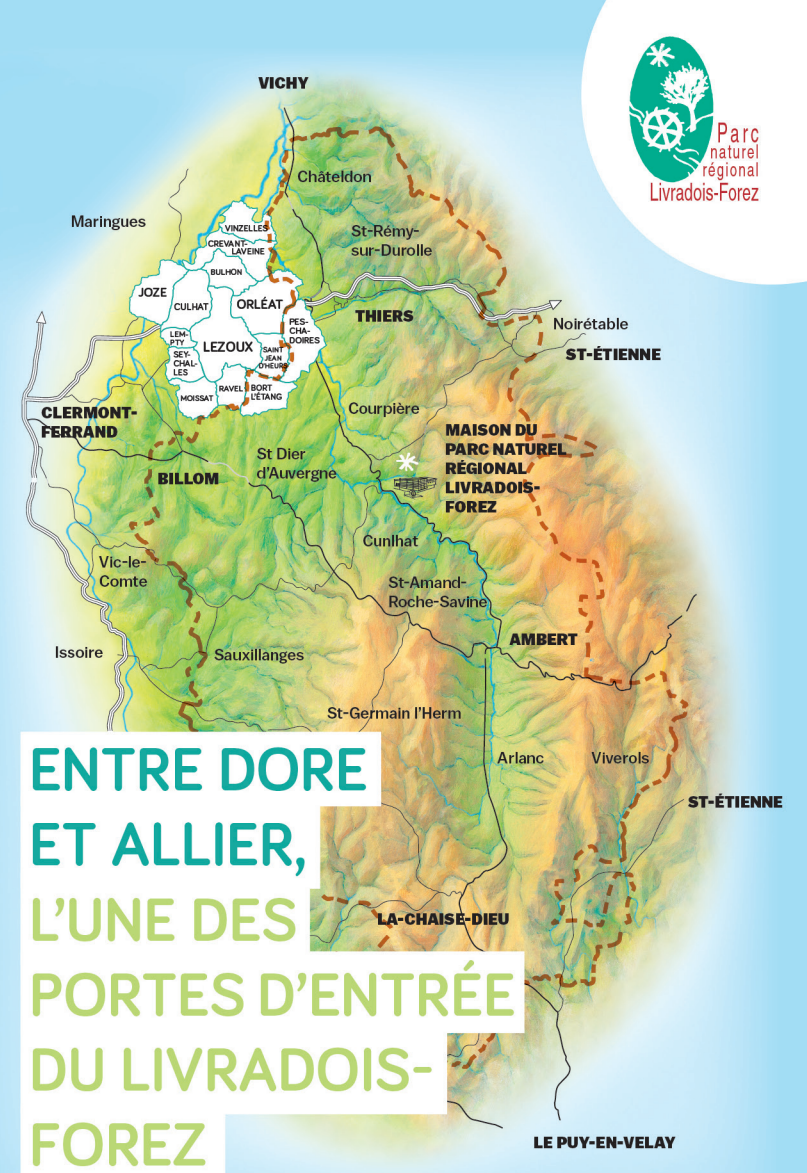 VICHY
Parc
naturel
régional
Livradois-Forez
Châteldon
Maringues
VINZELLES
St-Rémy-
sur-Durolle
CREVANT-
LAVEINE
BULHON
JOZE
CULHAT
ORLÉAT
THIERS
PES-
CHA-
DOIRES
Noirétable
ST-ÉTIENNE
LEM-
PTY
LEZOUX
SAINT
JEAN
D'HEURS
SEY-
CHAL-
LES
RAVEL
BORT
L'ÉTANG
MOISSAT
CLERMONT-
FERRAND
Courpière
MAISON DU
PARC NATUREL
RÉGIONAL
LIVRADOIS-
FOREZ
St Dier
d'Auvergne
BILLOM
Cunlhat
Vic-le-
Comte
St-Amand-
Roche-Savine
AMBERT
Issoire
Sauxillanges
St-Germain l'Herm
Arlanc
Viverols
ST-ÉTIENNE
LA-CHAISE-DIEU
ENTRE DORE
ET ALLIER,
L'UNE DES
PORTES D'ENTRÉE
DU LIVRADOIS-
FOREZ
LE PUY-EN-VELAY